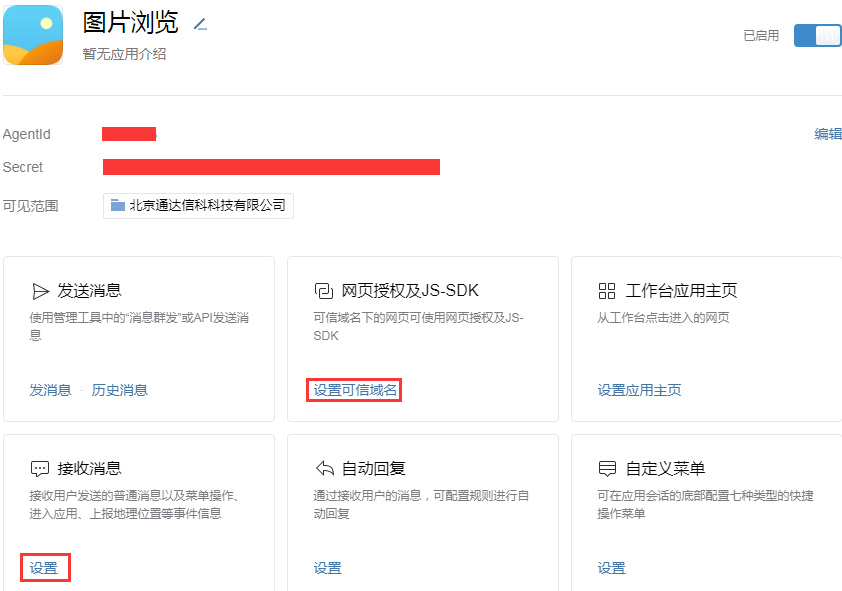 图片浏览
暂无应用介绍
已启用
AgentId
编辑
Secret
可见范围
北京通达信科科技有限公司
发送消息
使用管理工具中的“消息群发”或API发送消
息
发消息 · 历史消息
网页授权及JS-SDK
可信域名下的网页可使用网页授权及JS-
SDK
设置可信域名
工作台应用主页
从工作台点击进入的网页
设置应用主页
接收消息
接收用户发送的普通消息以及菜单操作、
进入应用、上报地理位置等事件信息
设置
自动回复
通过接收用户的消息，可配置规则进行自
动回复
设置
自定义菜单
可在应用会话的底部配置七种类型的快捷
操作菜单
设置